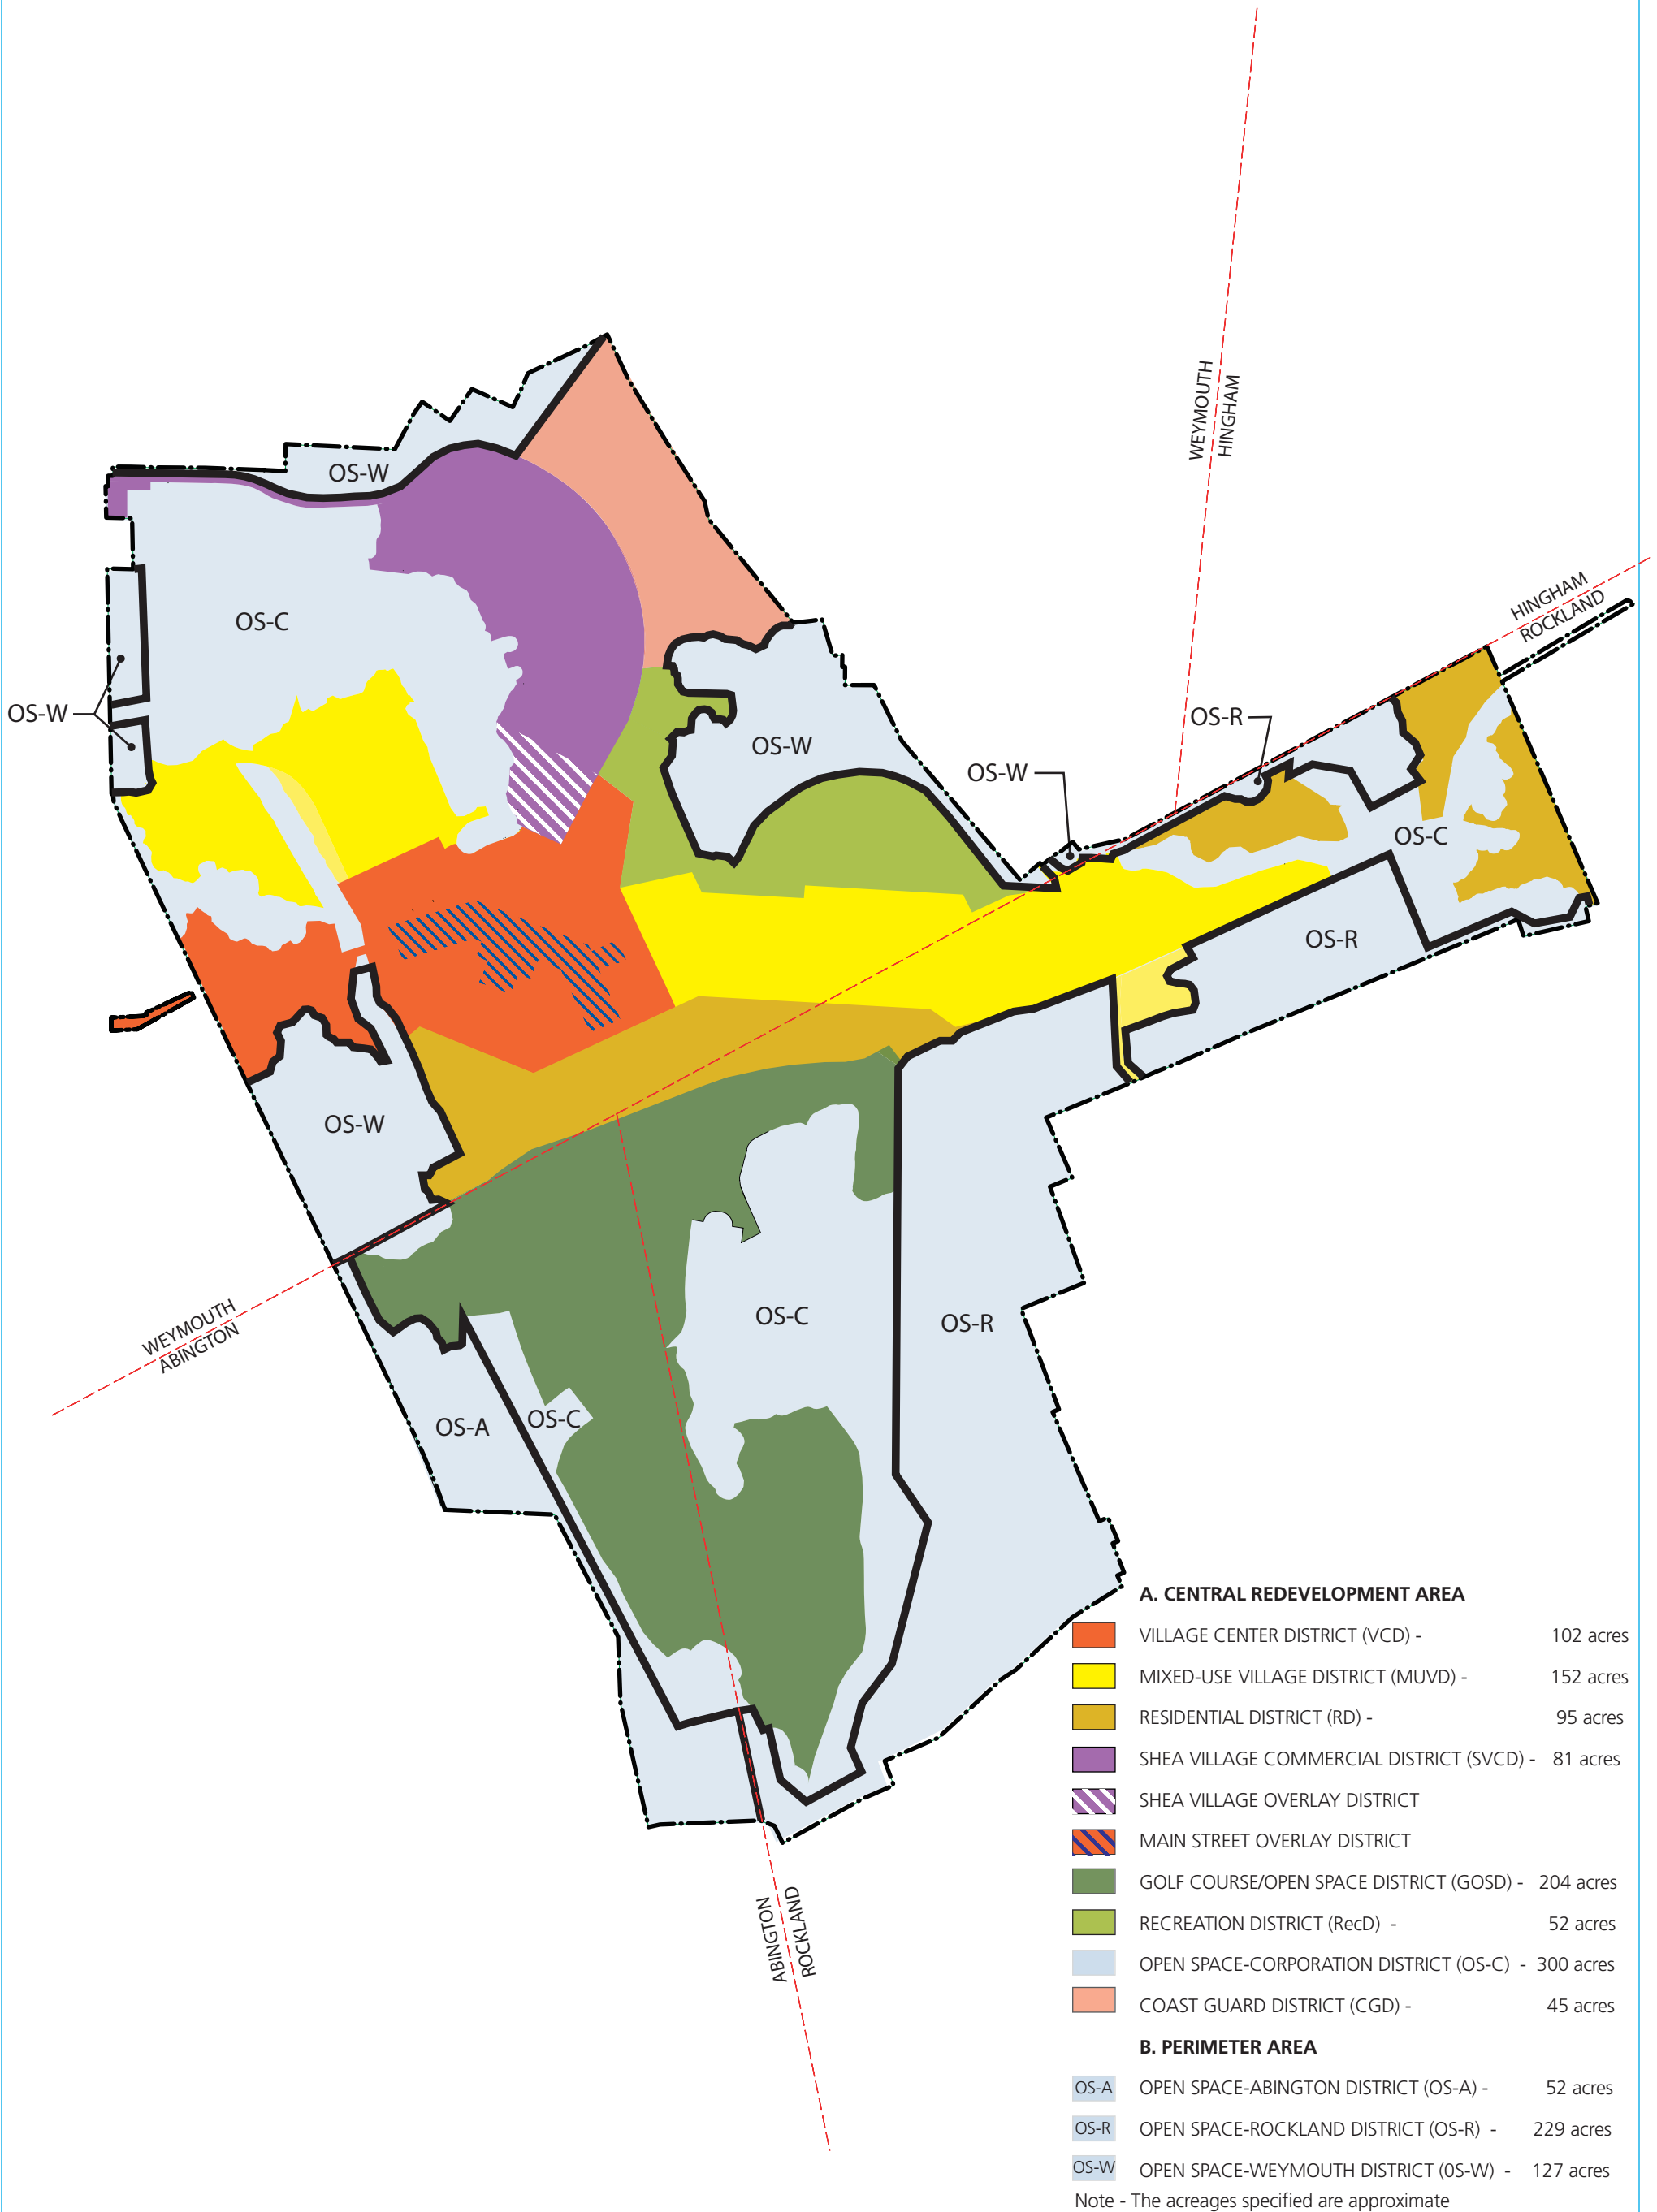 WEYMOUTH
HINGHAM
OS-W
HINGHAM
ROCKLAND
OS-C
OS-W
OS-R
OS-W
OS-W
OS-C
OS-R
OS-W
WEYMOUTH
ABINGTON
OS-C
OS-R
OS-A
OS-C
ABINGTON
ROCKLAND
A. CENTRAL REDEVELOPMENT AREA
VILLAGE CENTER DISTRICT (VCD) - 102 acres
MIXED-USE VILLAGE DISTRICT (MUVD) - 152 acres
RESIDENTIAL DISTRICT (RD) - 95 acres
SHEA VILLAGE COMMERCIAL DISTRICT (SVCD) - 81 acres
SHEA VILLAGE OVERLAY DISTRICT
MAIN STREET OVERLAY DISTRICT
GOLF COURSE/OPEN SPACE DISTRICT (GOSD) - 204 acres
RECREATION DISTRICT (RecD) - 52 acres
OPEN SPACE-CORPORATION DISTRICT (OS-C) - 300 acres
COAST GUARD DISTRICT (CGD) - 45 acres
B. PERIMETER AREA
OS-A OPEN SPACE-ABINGTON DISTRICT (OS-A) - 52 acres
OS-R OPEN SPACE-ROCKLAND DISTRICT (OS-R) - 229 acres
OS-W OPEN SPACE-WEYMOUTH DISTRICT (0S-W) - 127 acres
Note - The acreages specified are approximate